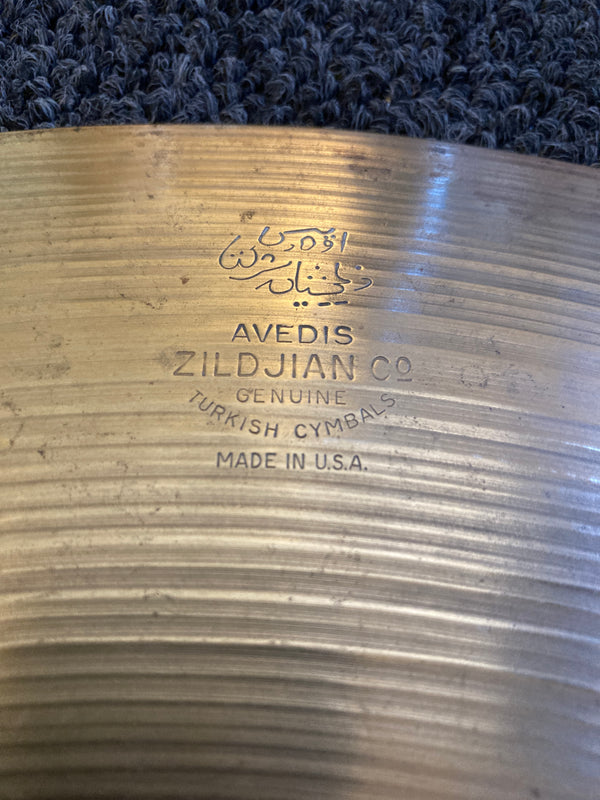 AVEDIS
ZILDJIAN Cº
GENUINE
TURKISH CYMBALS
MADE IN U.S.A.